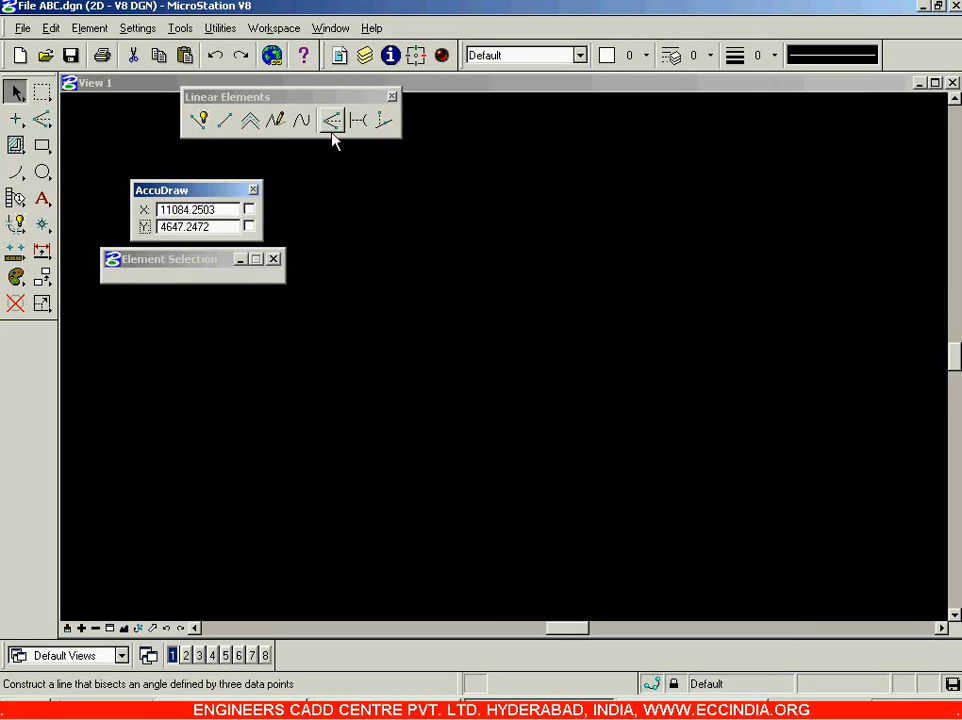 File ABC.dgn (2D - V8 DGN) - MicroStation V8
File Edit Element Settings Tools Utilities Workspace Window Help
Default 0 0 0
View 1
Linear Elements
AccuDraw
X: 11084.2503
Y: 4647.2472
Element Selection
Default Views 1 2 3 4 5 6 7 8
Construct a line that bisects an angle defined by three data points Default
ENGINEERS CADD CENTRE PVT. LTD. HYDERABAD, INDIA, WWW.ECCINDIA.ORG